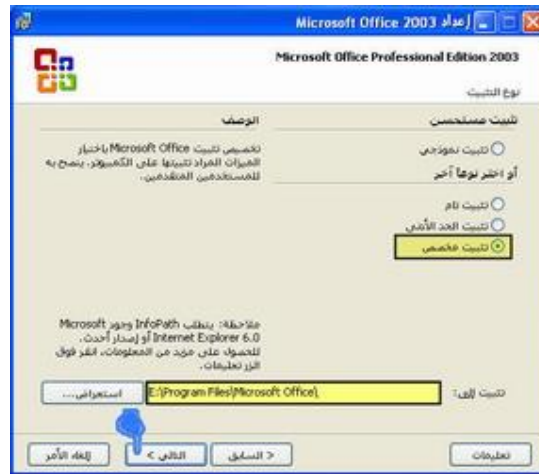 إعداد Microsoft Office 2003
Microsoft Office Professional Edition 2003
نوع التثبيت
تثبيت مستحسن
تثبيت نموذجي
أو اختر نوعا آخر
تثبيت تام
تثبيت الحد الأدنى
تثبيت مخصص
الوصف
تخصيص تثبيت Microsoft Office باختيار
الميزات المراد تثبيتها على الكمبيوتر. ينصح به
للمستخدمين المتقدمين.
ملاحظة: يتطلب InfoPath وجود Microsoft
Internet Explorer 6.0 أو إصدار أحدث.
للحصول على مزيد من المعلومات، انقر فوق
الزر تعليمات.
تثبيت إلى:
E:\Program Files\Microsoft Office\
استعراض...
تعليمات
< السابق
التالي >
إلغاء الأمر